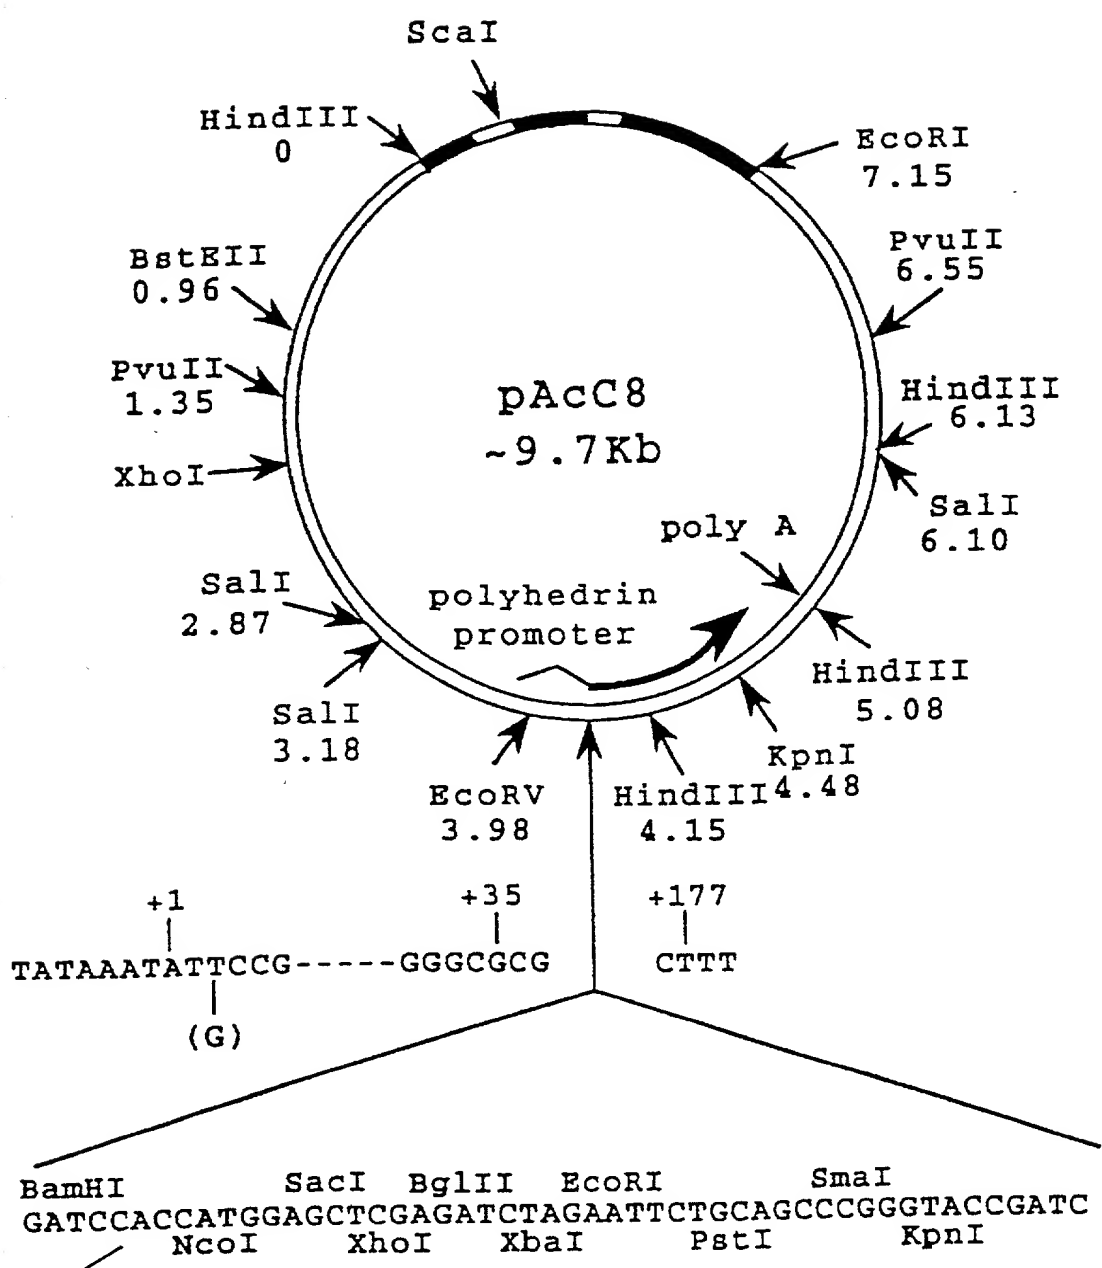 ScaI
HindIII
0
EcoRI
7.15
BstEII
0.96
PvuII
6.55
PvuII
1.35
pAcC8
~9.7Kb
HindIII
6.13
XhoI
SalI
6.10
poly A
SalI
2.87
polyhedrin
promoter
HindIII
5.08
SalI
3.18
KpnI
4.48
EcoRV
3.98
HindIII
4.15
+1
+35
+177
TATAAATATTCCG-----GGGCGCG
CTTT
(G)
BamHI SacI BglII EcoRI SmaI
GATCCACCATGGAGCTCGAGATCTAGAATTCTGCAGCCCGGGTACCGATC
NcoI XhoI XbaI PstI KpnI